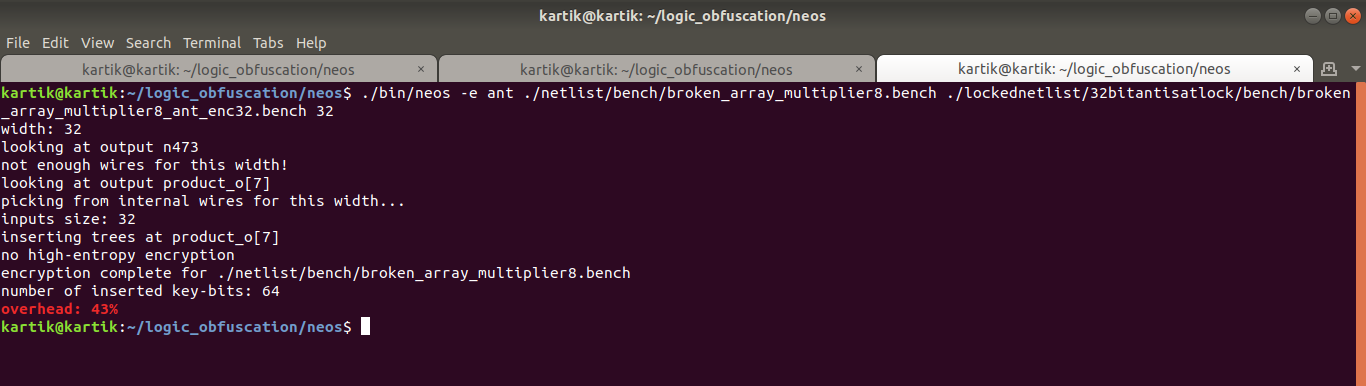 kartik@kartik: ~/logic_obfuscation/neos
File Edit View Search Terminal Tabs Help
kartik@kartik: ~/logic_obfuscation/neos × kartik@kartik: ~/logic_obfuscation/neos × kartik@kartik: ~/logic_obfuscation/neos ×
kartik@kartik:~/logic_obfuscation/neos$ ./bin/neos -e ant ./netlist/bench/broken_array_multiplier8.bench ./lockednetlist/32bitantisatlock/bench/broken
_array_multiplier8_ant_enc32.bench 32
width: 32
looking at output n473
not enough wires for this width!
looking at output product_o[7]
picking from internal wires for this width...
inputs size: 32
inserting trees at product_o[7]
no high-entropy encryption
encryption complete for ./netlist/bench/broken_array_multiplier8.bench
number of inserted key-bits: 64
overhead: 43%
kartik@kartik:~/logic_obfuscation/neos$